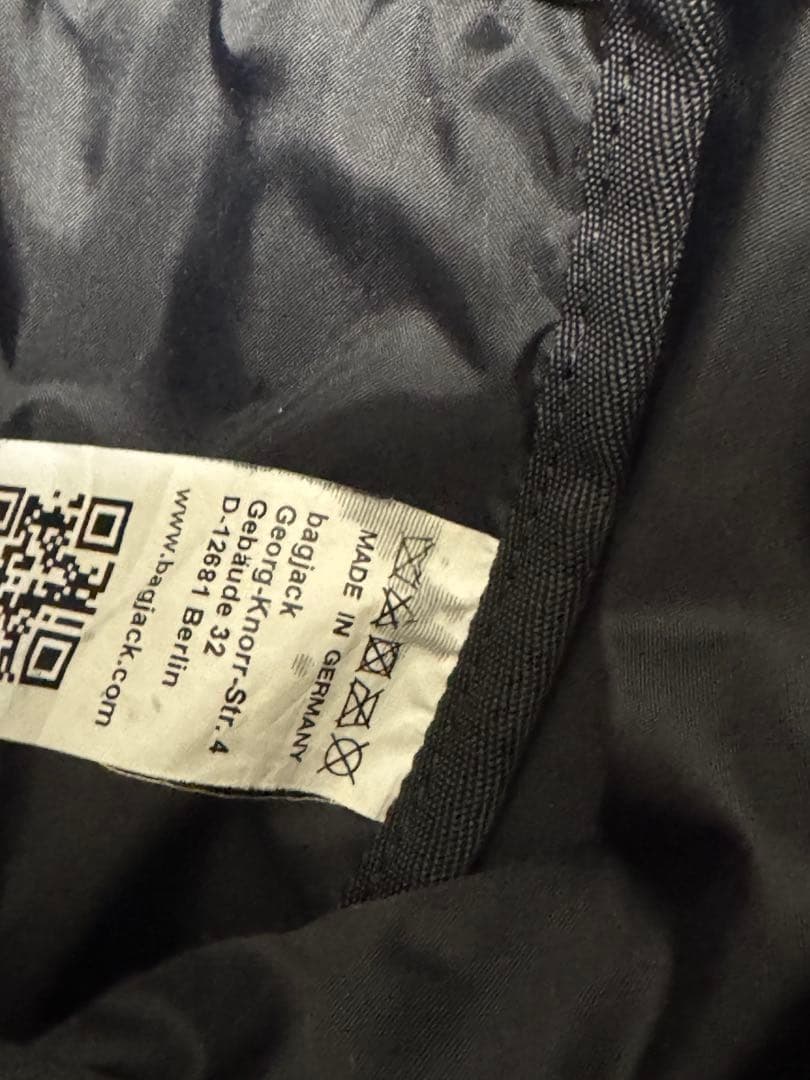 MADE IN GERMANY
bagjack
Georg-Knorr-Str. 4
Gebäude 32
D-12681 Berlin
www.bagjack.com